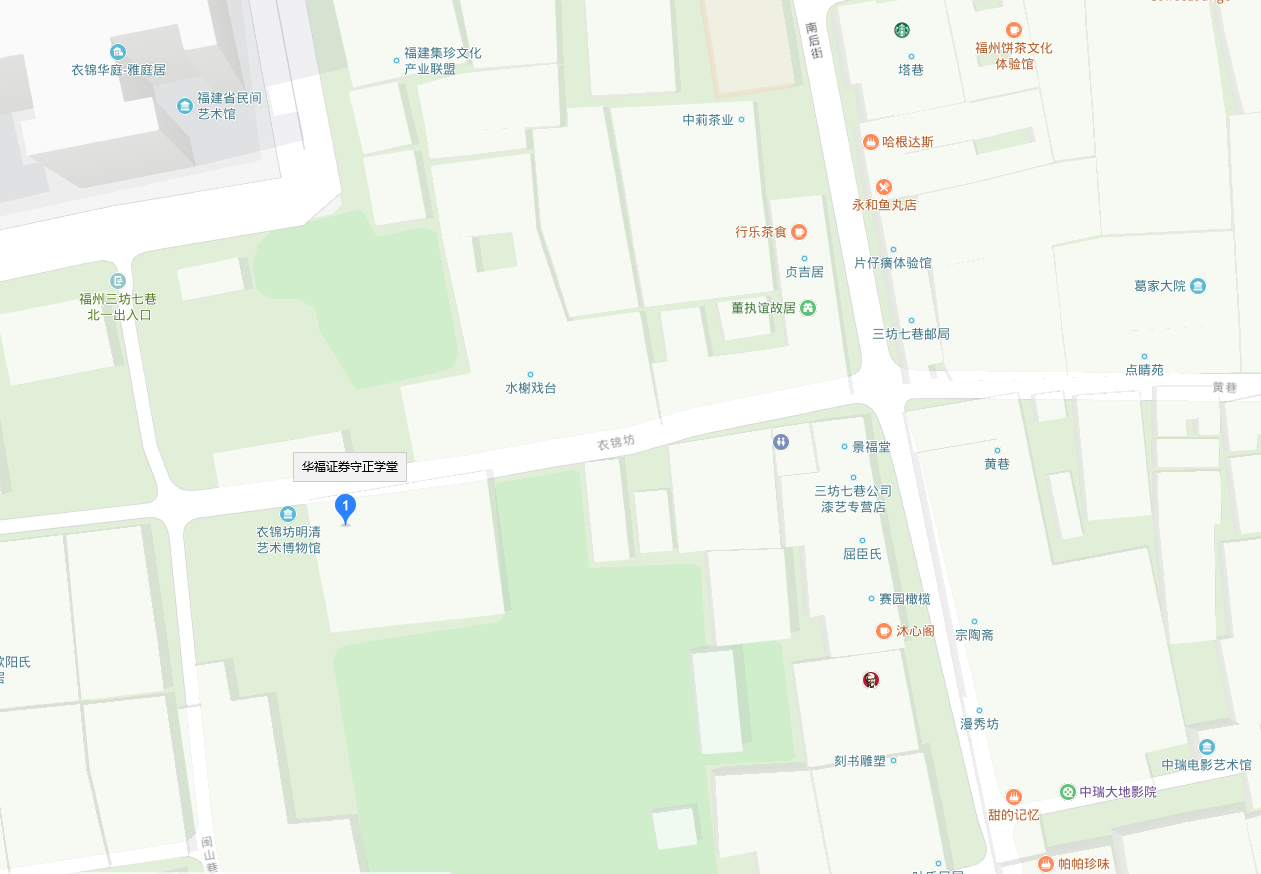 南后街
福建集珍文化
产业联盟
衣锦华庭-雅庭居
福建省民间
艺术馆
塔巷
福州饼茶文化
体验馆
中莉茶业
哈根达斯
永和鱼丸店
行乐茶食
贞吉居
片仔癀体验馆
福州三坊七巷
北一出入口
董执谊故居
葛家大院
三坊七巷邮局
点睛苑
水榭戏台
黄巷
衣锦坊
景福堂
黄巷
华福证券守正学堂
1
三坊七巷公司
漆艺专营店
衣锦坊明清
艺术博物馆
屈臣氏
赛园橄榄
沐心阁
宗陶斋
欧阳氏
漫秀坊
刻书雕塑
中瑞电影艺术馆
中瑞大地影院
甜的记忆
闽山巷
帕帕珍味